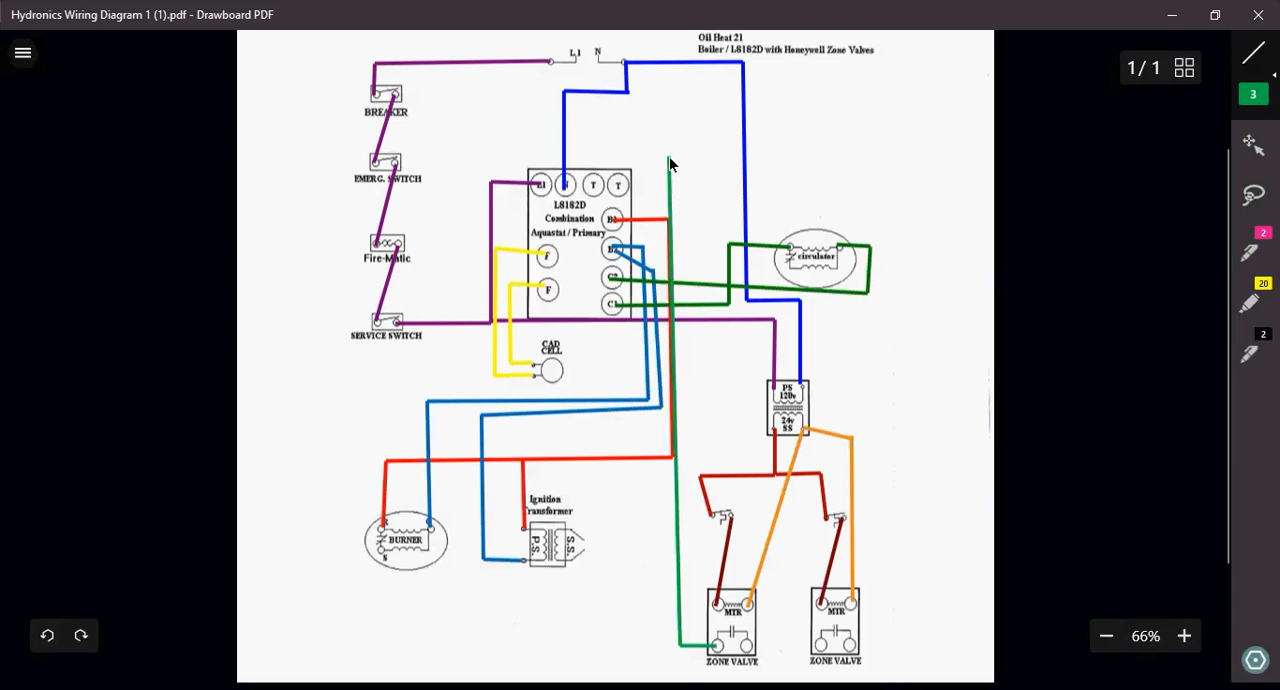 Hydronics Wiring Diagram 1 (1).pdf - Drawboard PDF
Oil Heat 21
Boiler / L8182D with Honeywell Zone Valves
L1 N
1 / 1
3
BREAKER
EMERG. SWITCH
L1 N T T
L8182D
Combination
Aquastat / Primary
B1
B2
F
C2
F
C1
circulator
Fire-Matic
SERVICE SWITCH
CAD
CELL
PS
120v
24v
SS
Ignition
Transformer
R
BURNER
S
P.S.
S.S.
MTR
ZONE VALVE
MTR
ZONE VALVE
2
20
2
66%